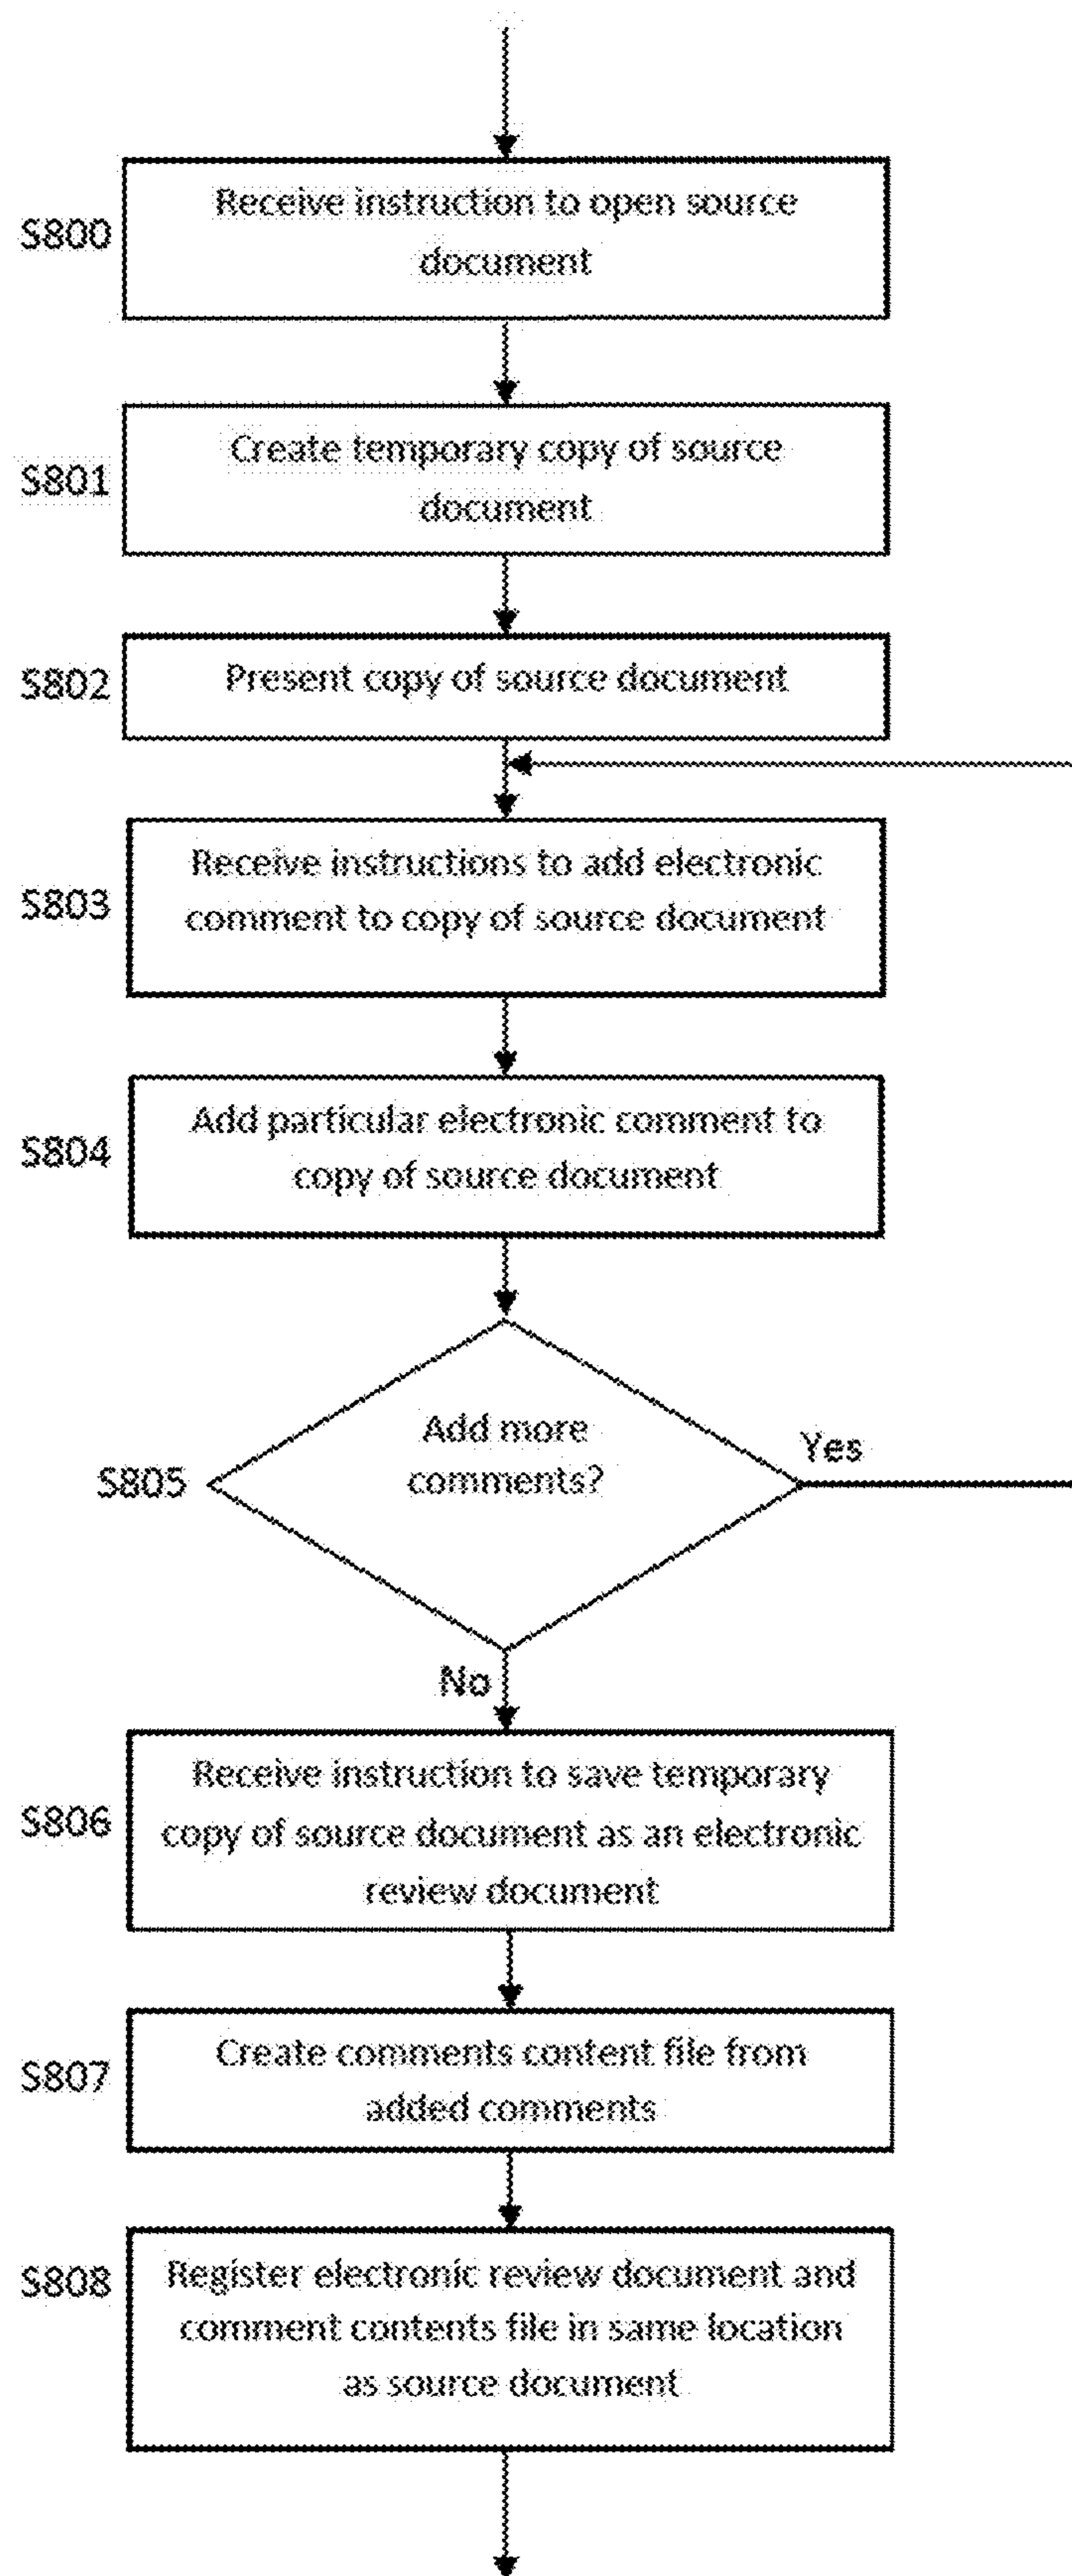 S800
Receive instruction to open source
document
S801
Create temporary copy of source
document
S802
Present copy of source document
S803
Receive instructions to add electronic
comment to copy of source document
S804
Add particular electronic comment to
copy of source document
S805
Add more
comments?
Yes
No
S806
Receive instruction to save temporary
copy of source document as an electronic
review document
S807
Create comments content file from
added comments
S808
Register electronic review document and
comment contents file in same location
as source document